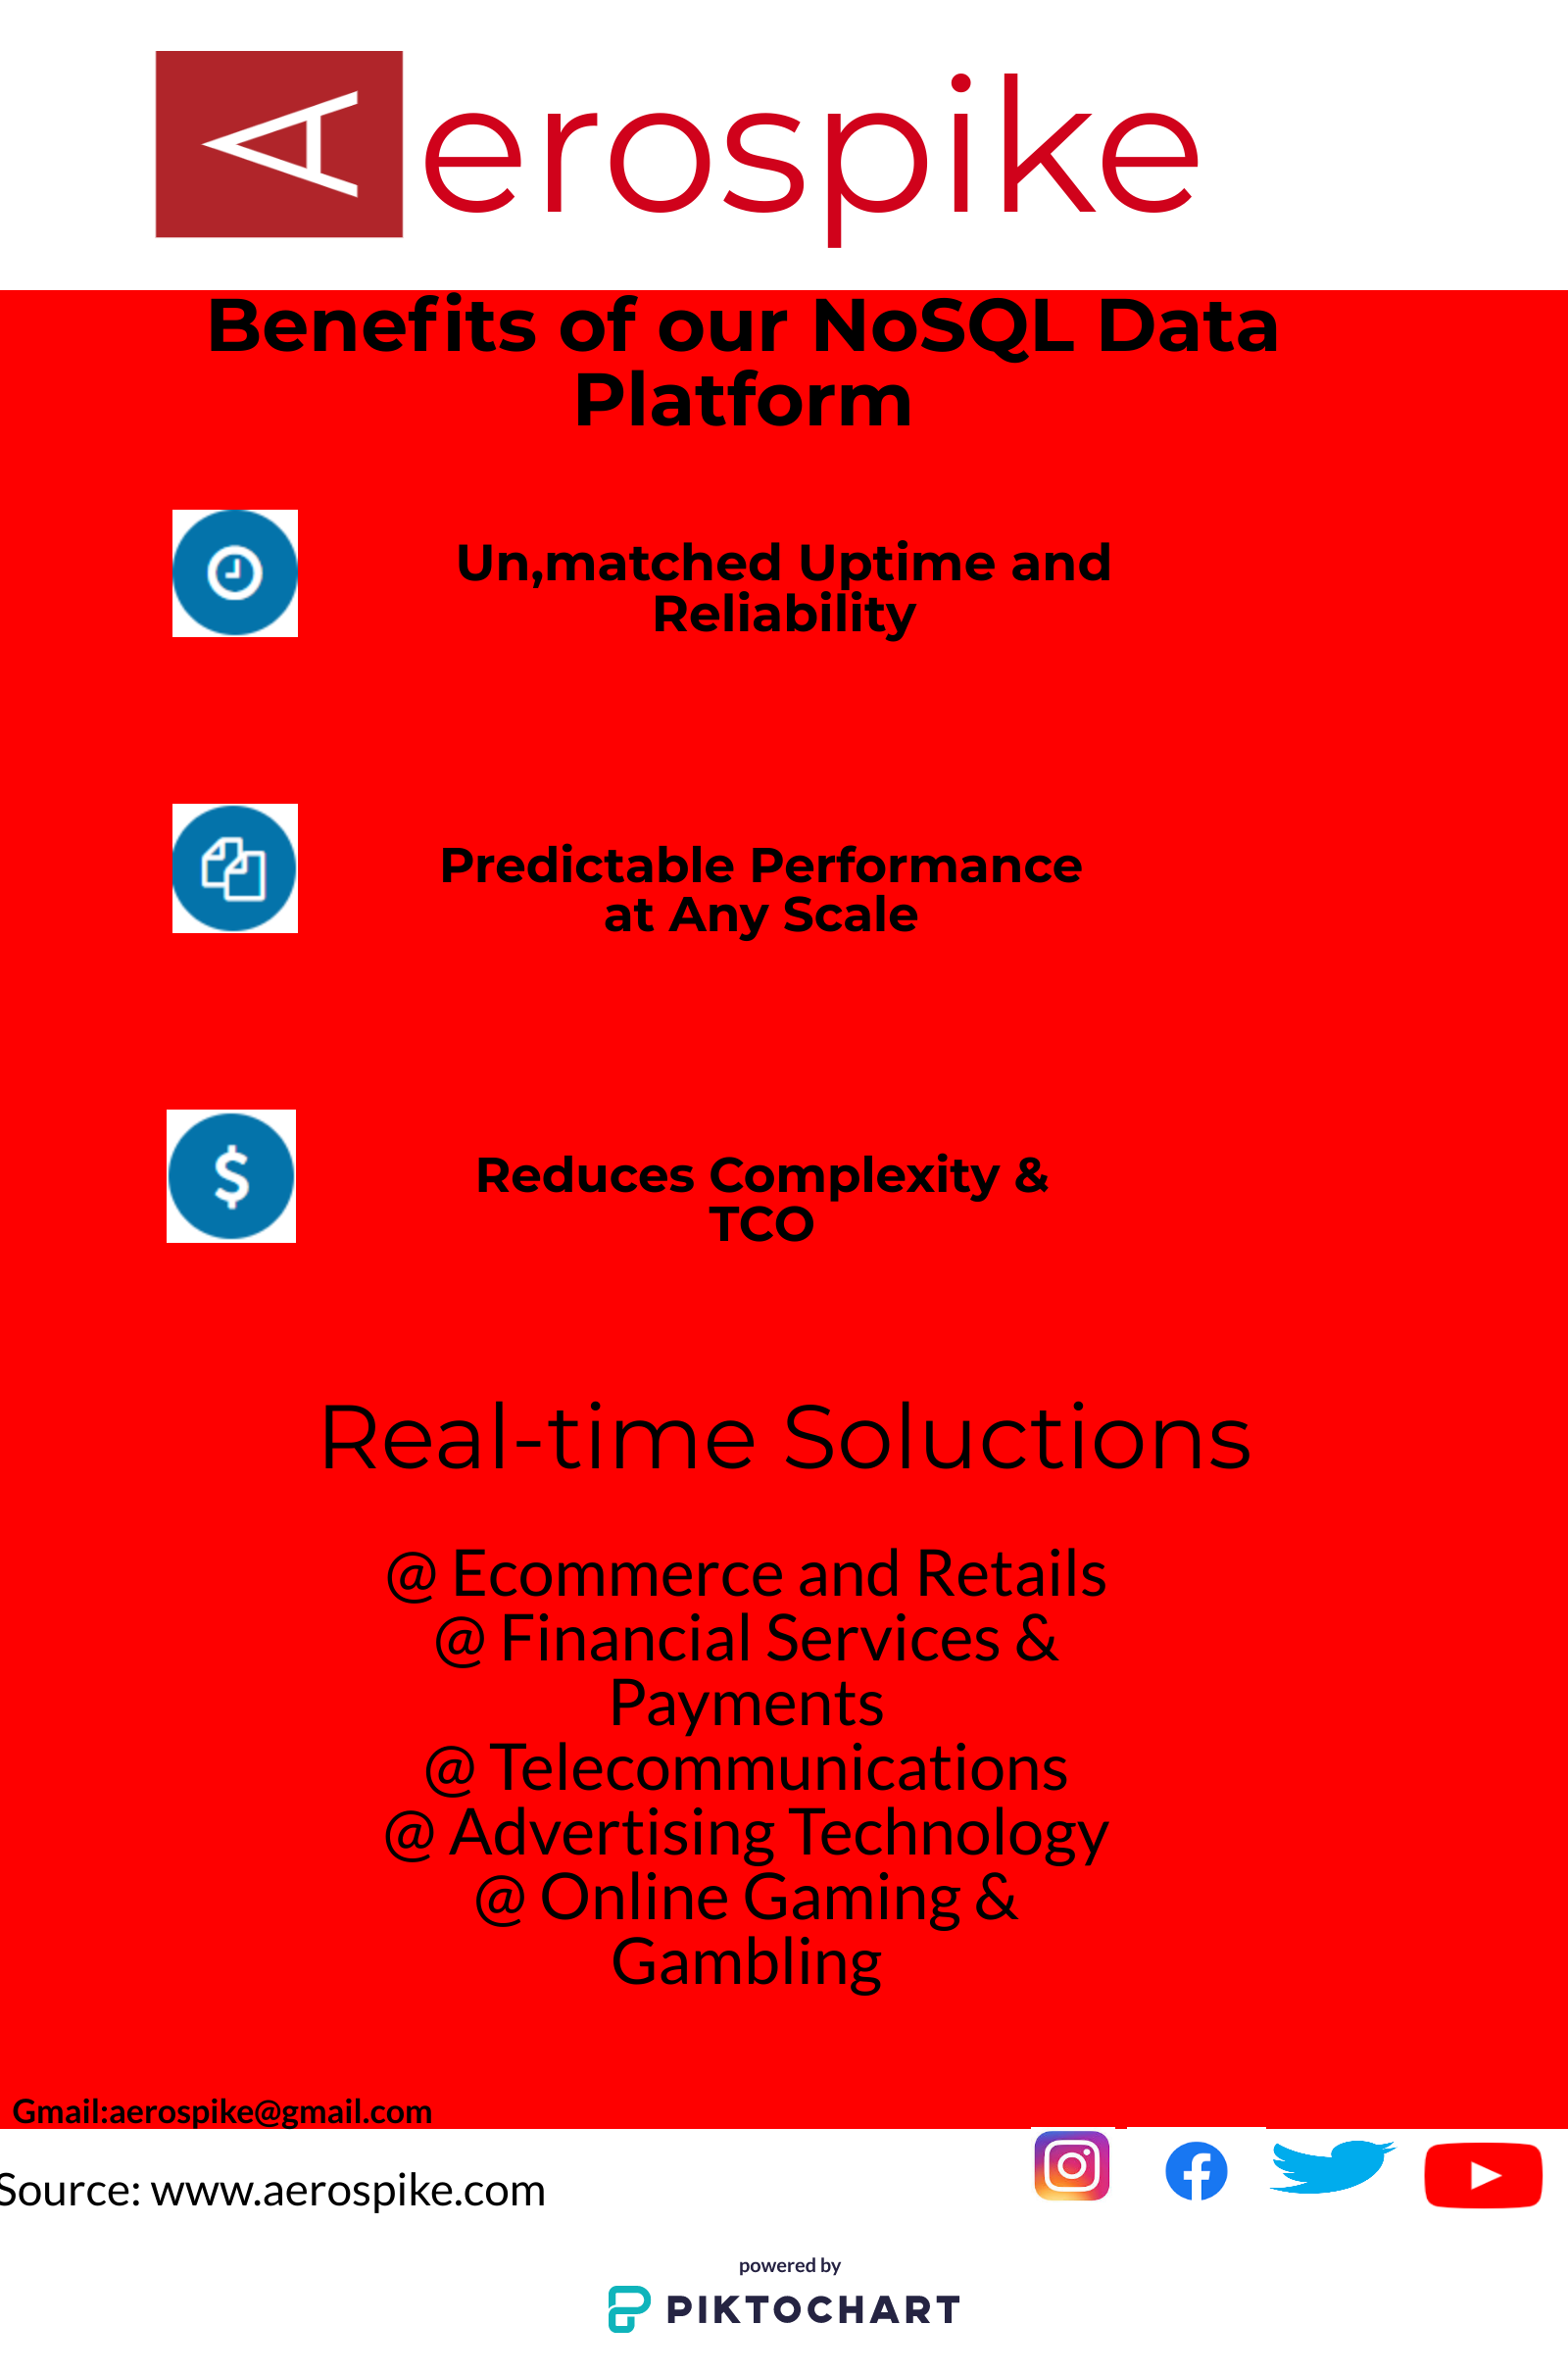 Aerospike
Benefits of our NoSQL Data
Platform
Un,matched Uptime and
Reliability
Predictable Performance
at Any Scale
$
Reduces Complexity &
TCO
Real-time Soluctions
@ Ecommerce and Retails
@ Financial Services &
Payments
@ Telecommunications
@ Advertising Technology
@ Online Gaming &
Gambling
Gmail:aerospike@gmail.com
Source: www.aerospike.com
powered by
PIKTOCHART